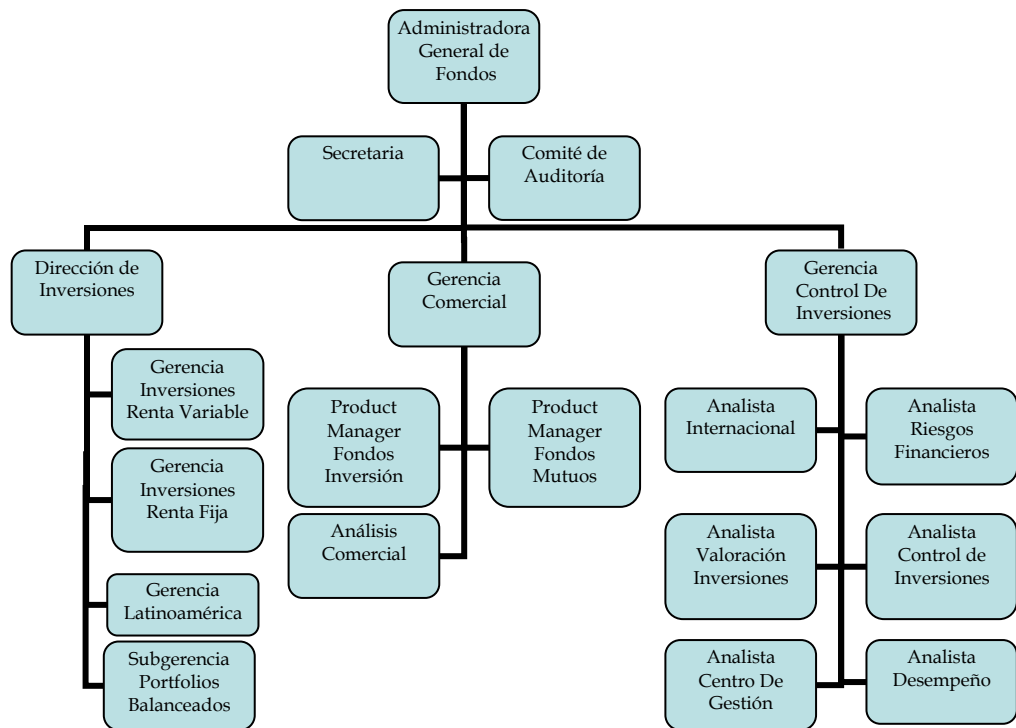 Administradora
General de
Fondos
Secretaria
Comité de
Auditoría
Dirección de
Inversiones
Gerencia
Comercial
Gerencia
Control De
Inversiones
Gerencia
Inversiones
Renta Variable
Gerencia
Inversiones
Renta Fija
Gerencia
Latinoamérica
Subgerencia
Portfolios
Balanceados
Product
Manager
Fondos
Inversión
Product
Manager
Fondos
Mutuos
Análisis
Comercial
Analista
Internacional
Analista
Riesgos
Financieros
Analista
Valoración
Inversiones
Analista
Control de
Inversiones
Analista
Centro De
Gestión
Analista
Desempeño